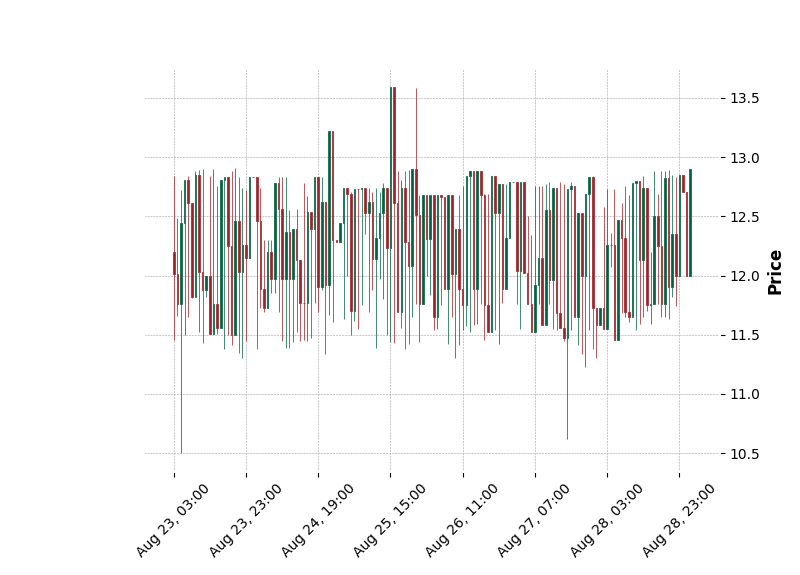 13.5
13.0
12.5
12.0
11.5
11.0
10.5
Price
Aug 23, 03:00
Aug 23, 23:00
Aug 24, 19:00
Aug 25, 15:00
Aug 26, 11:00
Aug 27, 07:00
Aug 28, 03:00
Aug 28, 23:00